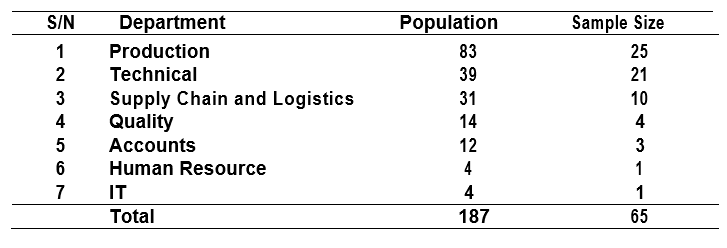 S/N Department Population Sample Size
1 Production 83 25
2 Technical 39 21
3 Supply Chain and Logistics 31 10
4 Quality 14 4
5 Accounts 12 3
6 Human Resource 4 1
7 IT 4 1
Total 187 65